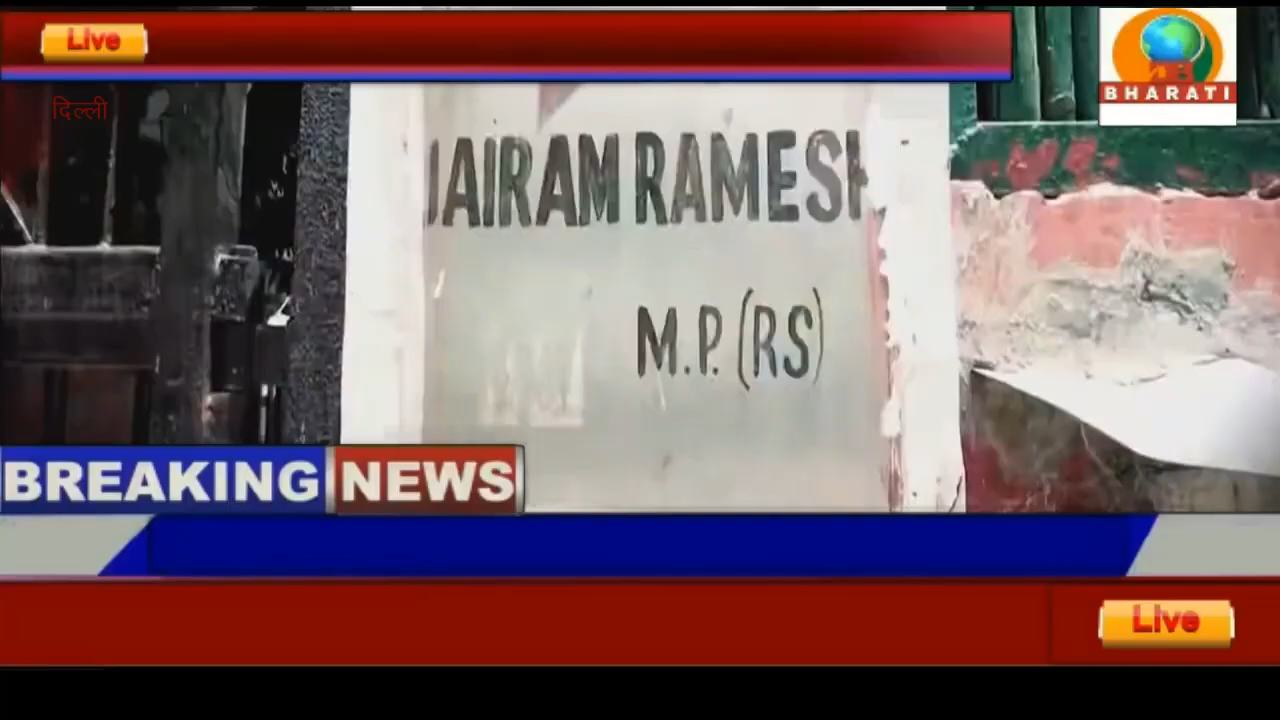 Live
BHARATI
दिल्ली
JAIRAM RAMESH
M.P. (RS)
BREAKING NEWS
Live